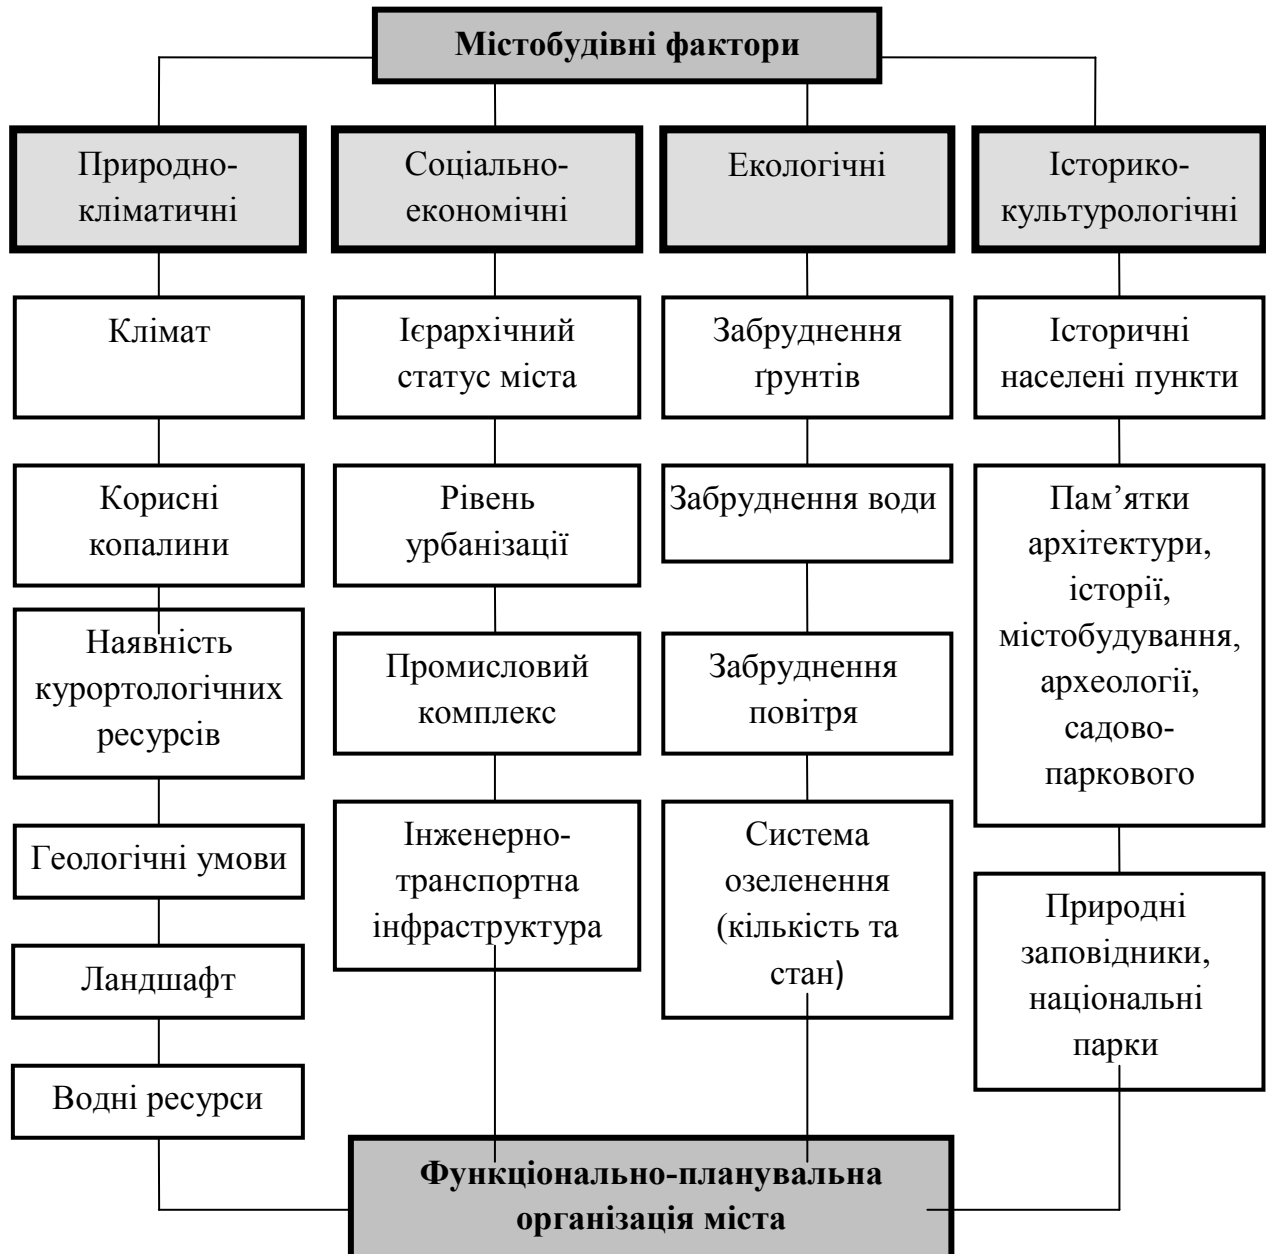 Містобудівні фактори
Природно-
кліматичні
Соціально-
економічні
Екологічні
Історико-
культурологічні
Клімат
Корисні
копалини
Наявність
курортологічних
ресурсів
Геологічні умови
Ландшафт
Водні ресурси
Ієрархічний
статус міста
Рівень
урбанізації
Промисловий
комплекс
Інженерно-
транспортна
інфраструктура
Забруднення
ґрунтів
Забруднення води
Забруднення
повітря
Система
озеленення
(кількість та
стан)
Історичні
населені пункти
Пам’ятки
архітектури,
історії,
містобудування,
археології,
садово-
паркового
Природні
заповідники,
національні
парки
Функціонально-планувальна
організація міста